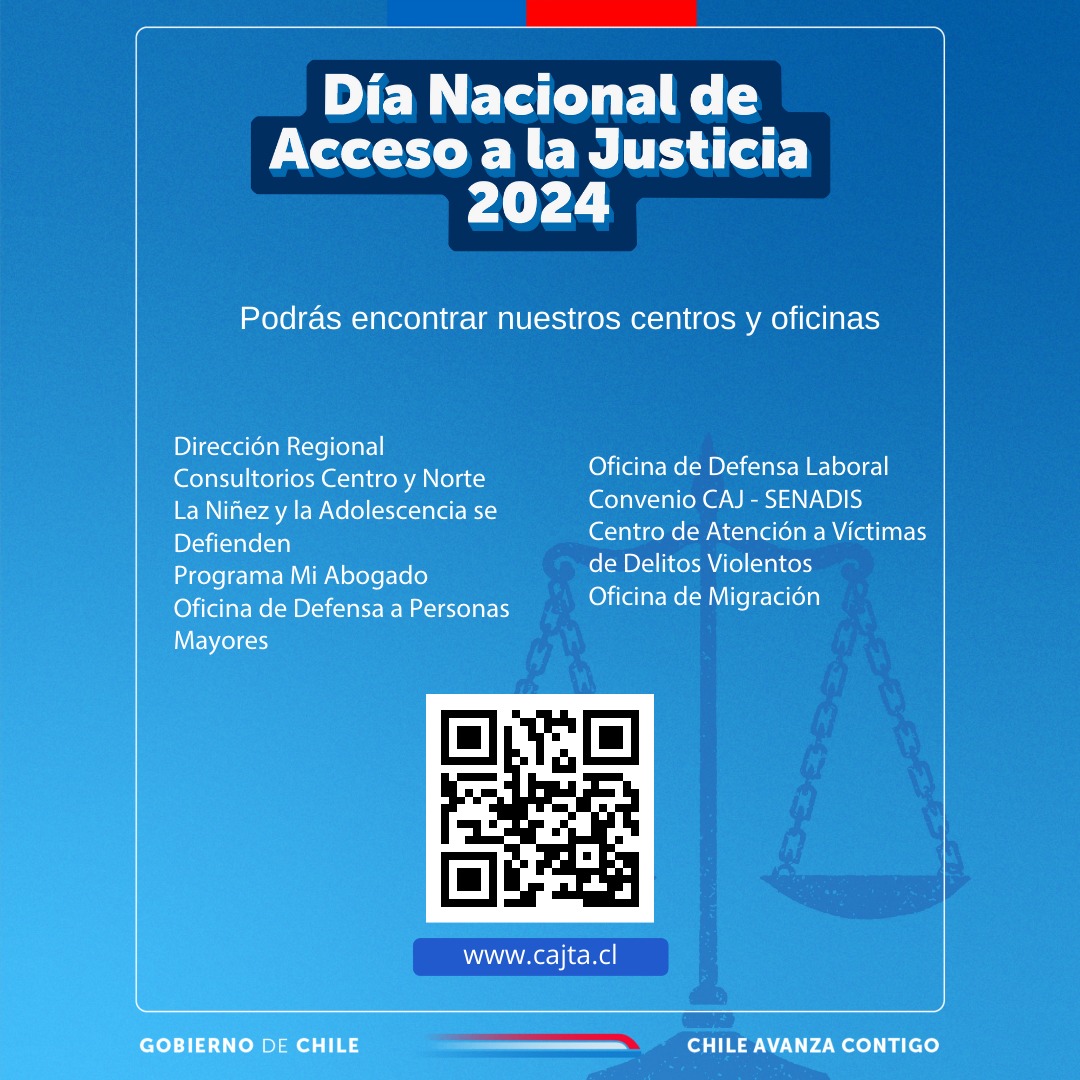 Día Nacional de
Acceso a la Justicia
2024
Podrás encontrar nuestros centros y oficinas
Dirección Regional
Consultorios Centro y Norte
La Niñez y la Adolescencia se
Defienden
Programa Mi Abogado
Oficina de Defensa a Personas
Mayores
Oficina de Defensa Laboral
Convenio CAJ - SENADIS
Centro de Atención a Víctimas
de Delitos Violentos
Oficina de Migración
www.cajta.cl
GOBIERNO DE CHILE
CHILE AVANZA CONTIGO